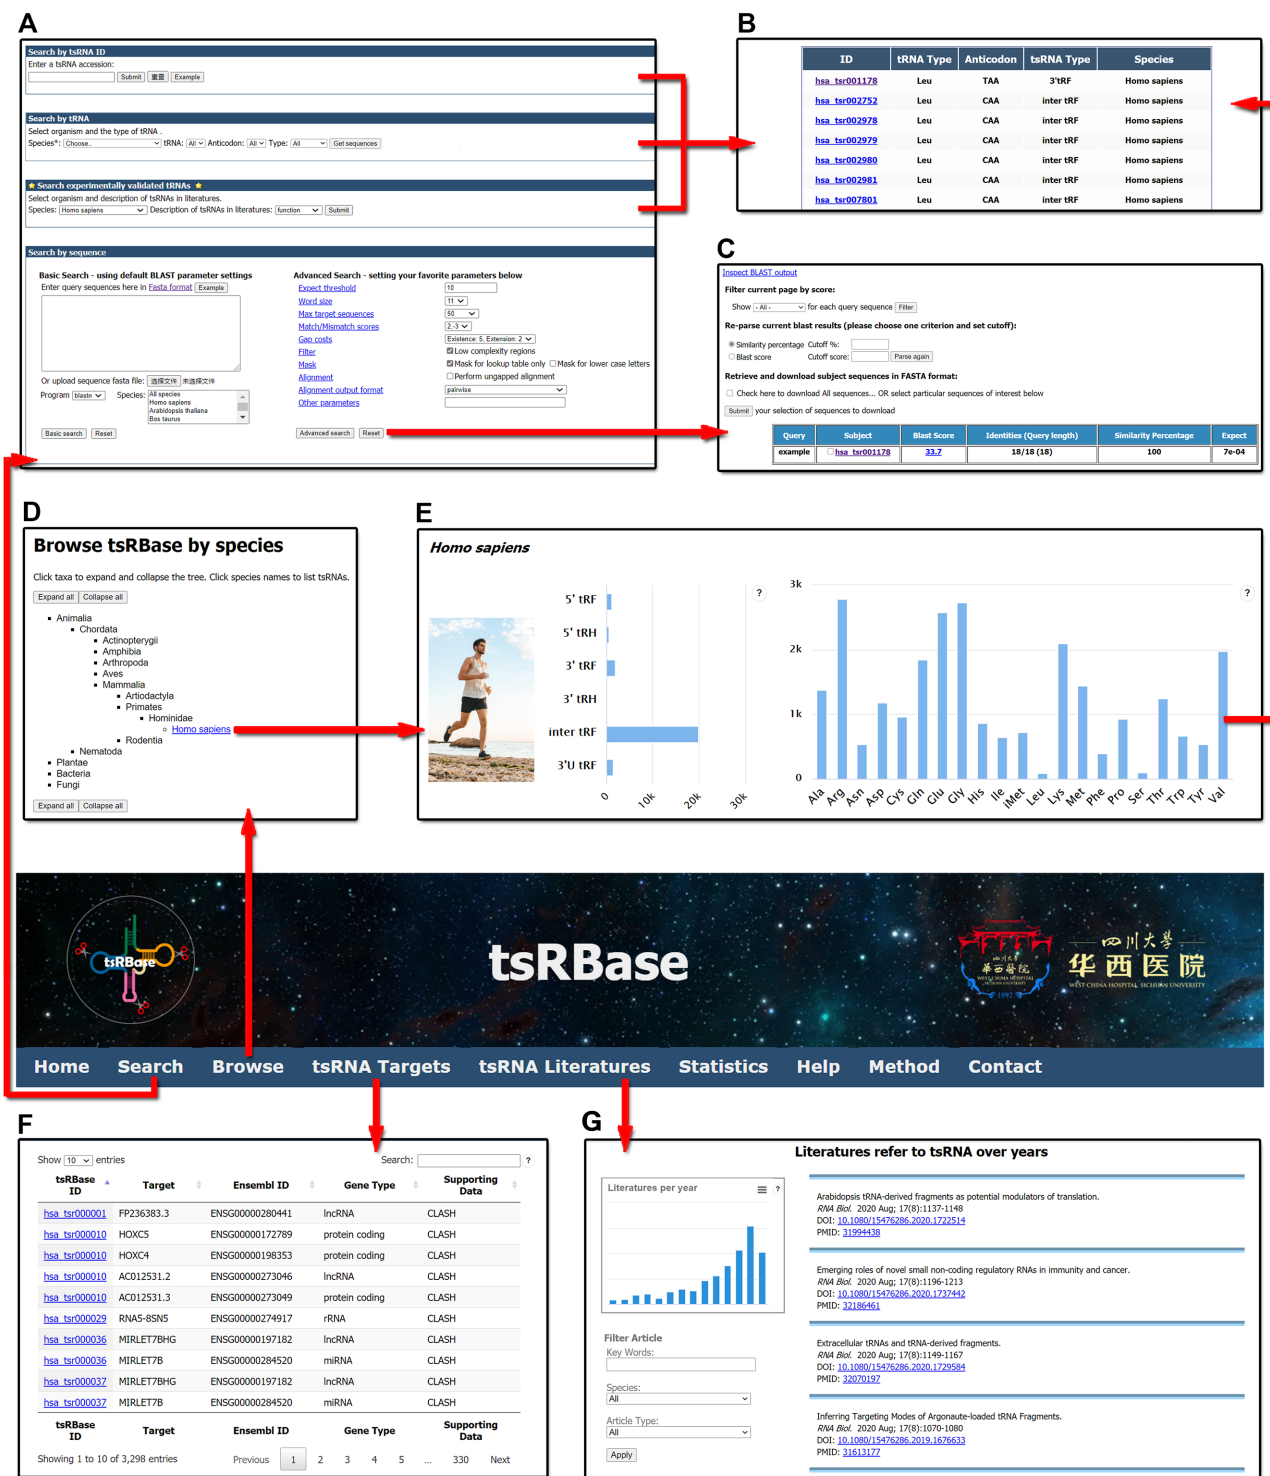 A
Search by tsRNA ID
Enter a tsRNA accession:
Submit 重置 Example
Search by tRNA
Select organism and the type of tRNA .
Species*: Choose.. tRNA: All Anticodon: All Type: All Get sequences
Search experimentally validated tRNAs
Select organism and description of tsRNAs in literatures.
Species: Homo sapiens Description of tsRNAs in literatures: function Submit
Search by sequence
Basic Search - using default BLAST parameter settings
Enter query sequences here in Fasta format Example
Or upload sequence fasta file: 选择文件 未选择文件
Program blastn Species: All species
Homo sapiens
Arabidopsis thaliana
Bos taurus
Basic search Reset
Advanced Search - setting your favorite parameters below
Expect threshold 10
Word size 11
Max target sequences 50
Match/Mismatch scores 2,-3
Gap costs Existence: 5, Extension: 2
Filter Low complexity regions
Mask Mask for lookup table only Mask for lower case letters
Alignment Perform ungapped alignment
Alignment output format pairwise
Other parameters
Advanced search Reset
B
ID tRNA Type Anticodon tsRNA Type Species
hsa_tsr001178 Leu TAA 3'tRF Homo sapiens
hsa_tsr002752 Leu CAA inter tRF Homo sapiens
hsa_tsr002978 Leu CAA inter tRF Homo sapiens
hsa_tsr002979 Leu CAA inter tRF Homo sapiens
hsa_tsr002980 Leu CAA inter tRF Homo sapiens
hsa_tsr002981 Leu CAA inter tRF Homo sapiens
hsa_tsr007801 Leu CAA inter tRF Homo sapiens
C
Inspect BLAST output
Filter current page by score:
Show - All - for each query sequence Filter
Re-parse current blast results (please choose one criterion and set cutoff):
Similarity percentage Cutoff %:
Blast score Cutoff score: Parse again
Retrieve and download subject sequences in FASTA format:
Check here to download All sequences... OR select particular sequences of interest below
Submit your selection of sequences to download
Query Subject Blast Score Identities (Query length) Similarity Percentage Expect
example hsa_tsr001178 33.7 18/18 (18) 100 7e-04
D
Browse tsRBase by species
Click taxa to expand and collapse the tree. Click species names to list tsRNAs.
Expand all Collapse all
Animalia
Chordata
Actinopterygii
Amphibia
Arthropoda
Aves
Mammalia
Artiodactyla
Primates
Hominidae
Homo sapiens
Rodentia
Nematoda
Plantae
Bacteria
Fungi
Expand all Collapse all
E
Homo sapiens
5' tRF
5' tRH
3' tRF
3' tRH
inter tRF
3'U tRF
0 10k 20k 30k
?
3k
2k
1k
0
Ala Arg Asn Asp Cys Gln Glu Gly His Ile iMet Leu Lys Met Phe Pro Ser Thr Trp Tyr Val
?
tsRBase
tsRBase
四川大學
華西醫院
WEST CHINA HOSPITAL
SICHUAN UNIVERSITY
1892
四川大學
华西医院
WEST CHINA HOSPITAL, SICHUAN UNIVERSITY
Home Search Browse tsRNA Targets tsRNA Literatures Statistics Help Method Contact
F
Show 10 entries Search: ?
tsRBase ID Target Ensembl ID Gene Type Supporting Data
hsa_tsr000001 FP236383.3 ENSG00000280441 lncRNA CLASH
hsa_tsr000010 HOXC5 ENSG00000172789 protein coding CLASH
hsa_tsr000010 HOXC4 ENSG00000198353 protein coding CLASH
hsa_tsr000010 AC012531.2 ENSG00000273046 lncRNA CLASH
hsa_tsr000010 AC012531.3 ENSG00000273049 protein coding CLASH
hsa_tsr000029 RNA5-8SN5 ENSG00000274917 rRNA CLASH
hsa_tsr000036 MIRLET7BHG ENSG00000197182 lncRNA CLASH
hsa_tsr000036 MIRLET7B ENSG00000284520 miRNA CLASH
hsa_tsr000037 MIRLET7BHG ENSG00000197182 lncRNA CLASH
hsa_tsr000037 MIRLET7B ENSG00000284520 miRNA CLASH
tsRBase ID Target Ensembl ID Gene Type Supporting Data
Showing 1 to 10 of 3,298 entries Previous 1 2 3 4 5 ... 330 Next
G
Literatures refer to tsRNA over years
Literatures per year ?
Filter Article
Key Words:
Species:
All
Article Type:
All
Apply
Arabidopsis tRNA-derived fragments as potential modulators of translation.
RNA Biol. 2020 Aug; 17(8):1137-1148
DOI: 10.1080/15476286.2020.1722514
PMID: 31994438
Emerging roles of novel small non-coding regulatory RNAs in immunity and cancer.
RNA Biol. 2020 Aug; 17(8):1196-1213
DOI: 10.1080/15476286.2020.1737442
PMID: 32186461
Extracellular tRNAs and tRNA-derived fragments.
RNA Biol. 2020 Aug; 17(8):1149-1167
DOI: 10.1080/15476286.2020.1729584
PMID: 32070197
Inferring Targeting Modes of Argonaute-loaded tRNA Fragments.
RNA Biol. 2020 Aug; 17(8):1070-1080
DOI: 10.1080/15476286.2019.1676633
PMID: 31613177